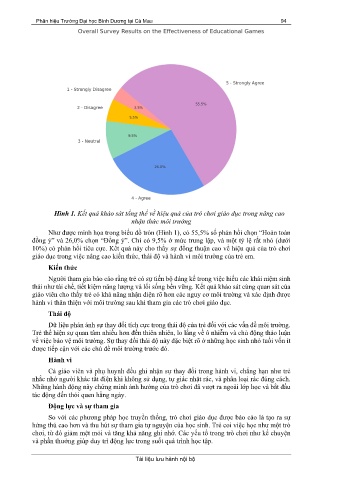 Phân hiệu Trường Đại học Bình Dương tại Cà Mau 94
Overall Survey Results on the Effectiveness of Educational Games
5 - Strongly Agree
1 - Strongly Disagree
55,5%
2 - Disagree
3 - Neutral
9,5%
26,0%
4 - Agree
Hình 1. Kết quả khảo sát tổng thể về hiệu quả của trò chơi giáo dục trong nâng cao
nhận thức môi trường
Như được minh họa trong biểu đồ tròn (Hình 1), có 55,5% số phản hồi chọn “Hoàn toàn
đồng ý” và 26,0% chọn “Đồng ý”. Chỉ có 9,5% ở mức trung lập, và một tỷ lệ rất nhỏ (dưới
10%) có phản hồi tiêu cực. Kết quả này cho thấy sự đồng thuận cao về hiệu quả của trò chơi
giáo dục trong việc nâng cao kiến thức, thái độ và hành vi môi trường của trẻ em.
Kiến thức
Người tham gia báo cáo rằng trẻ có sự tiến bộ đáng kể trong việc hiểu các khái niệm sinh
thái như tái chế, tiết kiệm năng lượng và lối sống bền vững. Kết quả khảo sát cùng quan sát của
giáo viên cho thấy trẻ có khả năng nhận diện rõ hơn các nguy cơ môi trường và xác định được
hành vi thân thiện với môi trường sau khi tham gia các trò chơi giáo dục.
Thái độ
Dữ liệu phản ánh sự thay đổi tích cực trong thái độ của trẻ đối với các vấn đề môi trường.
Trẻ thể hiện sự quan tâm nhiều hơn đến thiên nhiên, lo lắng về ô nhiễm và chủ động thảo luận
về việc bảo vệ môi trường. Sự thay đổi thái độ này đặc biệt rõ ở những học sinh nhỏ tuổi vốn ít
được tiếp cận với các chủ đề môi trường trước đó.
Hành vi
Cả giáo viên và phụ huynh đều ghi nhận sự thay đổi trong hành vi, chẳng hạn như trẻ
nhắc nhở người khác tắt điện khi không sử dụng, tự giác nhặt rác, và phân loại rác đúng cách.
Những hành động này chứng minh ảnh hưởng của trò chơi đã vượt ra ngoài lớp học và bắt đầu
tác động đến thói quen hằng ngày.
Động lực và sự tham gia
So với các phương pháp học truyền thống, trò chơi giáo dục được báo cáo là tạo ra sự
hứng thú cao hơn và thu hút sự tham gia tự nguyện của học sinh. Trẻ coi việc học như một trò
chơi, từ đó giảm mệt mỏi và tăng khả năng ghi nhớ. Các yếu tố trong trò chơi như kể chuyện
và phần thưởng giúp duy trì động lực trong suốt quá trình học tập.
Tài liệu lưu hành nội bộ